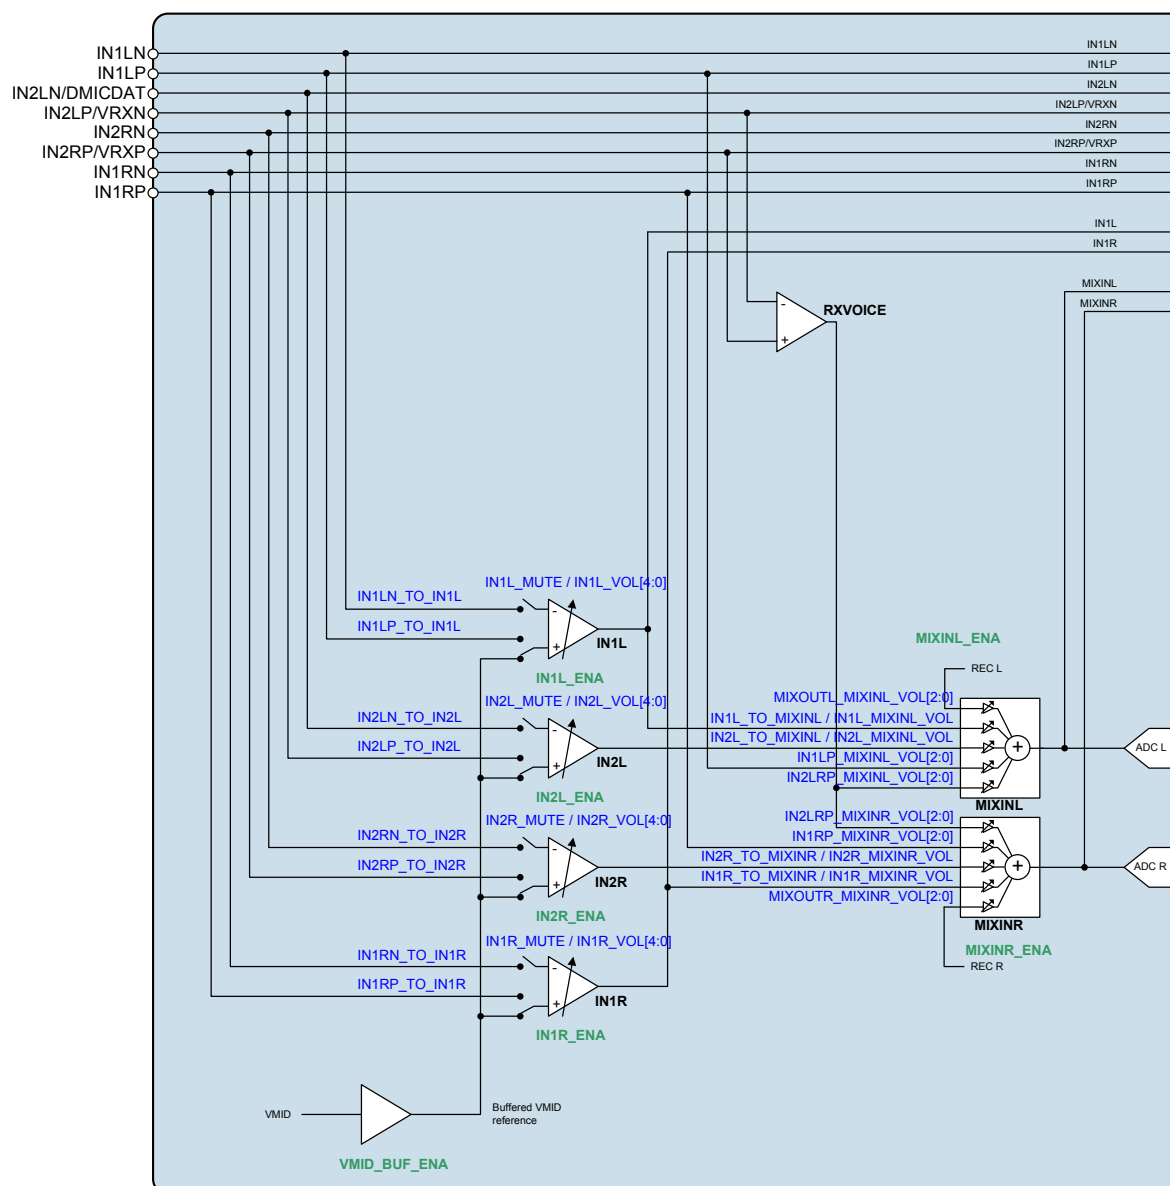 IN1LN
IN1LP
IN2LN/DMICDAT
IN2LP/VRXN
IN2RN
IN2RP/VRXP
IN1RN
IN1RP
IN1LN
IN1LP
IN2LN
IN2LP/VRXN
IN2RN
IN2RP/VRXP
IN1RN
IN1RP
IN1L
IN1R
MIXINL
MIXINR
-
+
RXVOICE
IN1L_MUTE / IN1L_VOL[4:0]
IN1LN_TO_IN1L
IN1LP_TO_IN1L
-
+
IN1L
IN1L_ENA
IN2L_MUTE / IN2L_VOL[4:0]
IN2LN_TO_IN2L
IN2LP_TO_IN2L
-
+
IN2L
IN2L_ENA
IN2R_MUTE / IN2R_VOL[4:0]
IN2RN_TO_IN2R
IN2RP_TO_IN2R
-
+
IN2R
IN2R_ENA
IN1R_MUTE / IN1R_VOL[4:0]
IN1RN_TO_IN1R
IN1RP_TO_IN1R
-
+
IN1R
IN1R_ENA
MIXINL_ENA
REC L
MIXOUTL_MIXINL_VOL[2:0]
IN1L_TO_MIXINL / IN1L_MIXINL_VOL
IN2L_TO_MIXINL / IN2L_MIXINL_VOL
IN1LP_MIXINL_VOL[2:0]
IN2LRP_MIXINL_VOL[2:0]
+
MIXINL
ADC L
IN2LRP_MIXINR_VOL[2:0]
IN1RP_MIXINR_VOL[2:0]
IN2R_TO_MIXINR / IN2R_MIXINR_VOL
IN1R_TO_MIXINR / IN1R_MIXINR_VOL
MIXOUTR_MIXINR_VOL[2:0]
+
MIXINR
ADC R
MIXINR_ENA
REC R
VMID
Buffered VMID
reference
VMID_BUF_ENA